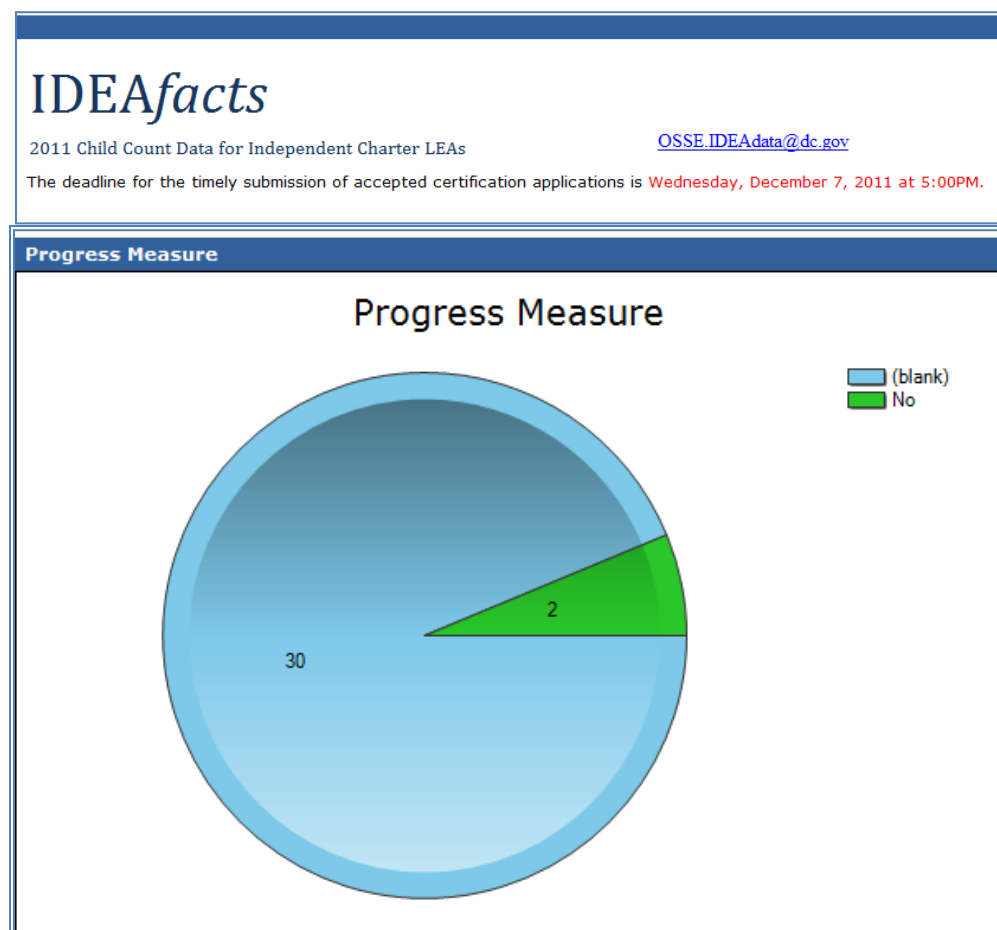 IDEAfacts
2011 Child Count Data for Independent Charter LEAs
OSSE.IDEAdata@dc.gov
The deadline for the timely submission of accepted certification applications is Wednesday, December 7, 2011 at 5:00PM.
Progress Measure
Progress Measure
(blank)
No
2
30